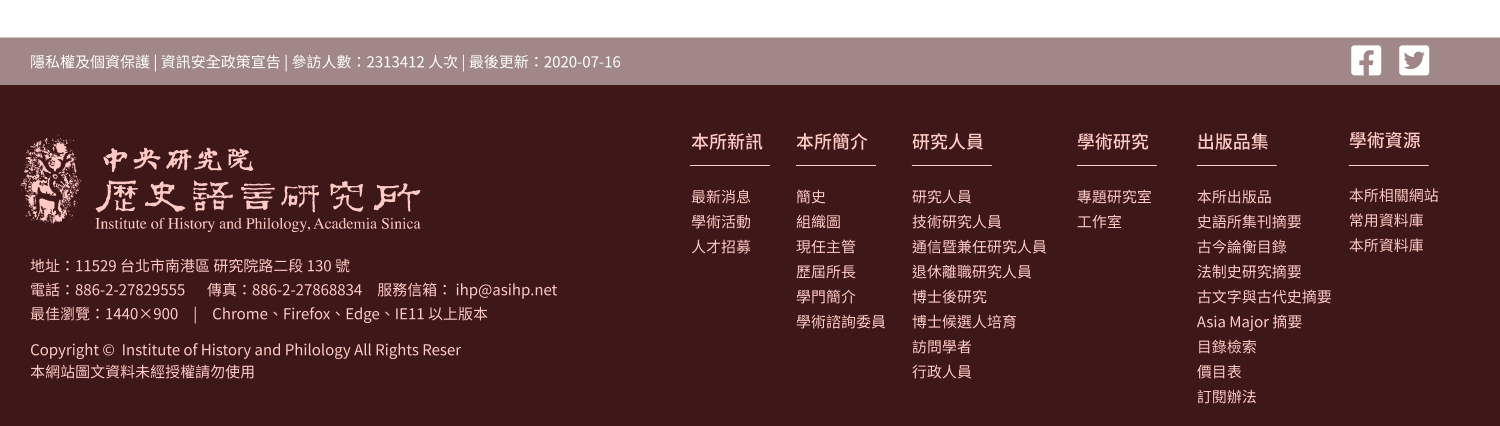 隱私權及個資保護 | 資訊安全政策宣告 | 參訪人數：2313412 人次 | 最後更新：2020-07-16
中央研究院
歷史語言研究所
Institute of History and Philology, Academia Sinica
地址：11529 台北市南港區 研究院路二段 130 號
電話：886-2-27829555 傳真：886-2-27868834 服務信箱： ihp@asihp.net
最佳瀏覽：1440×900 | Chrome、Firefox、Edge、IE11 以上版本
Copyright © Institute of History and Philology All Rights Reser
本網站圖文資料未經授權請勿使用
本所新訊
最新消息
學術活動
人才招募
本所簡介
簡史
組織圖
現任主管
歷屆所長
學門簡介
學術諮詢委員
研究人員
研究人員
技術研究人員
通信暨兼任研究人員
退休離職研究人員
博士後研究
博士候選人培育
訪問學者
行政人員
學術研究
專題研究室
工作室
出版品集
本所出版品
史語所集刊摘要
古今論衡目錄
法制史研究摘要
古文字與古代史摘要
Asia Major 摘要
目錄檢索
價目表
訂閱辦法
學術資源
本所相關網站
常用資料庫
本所資料庫